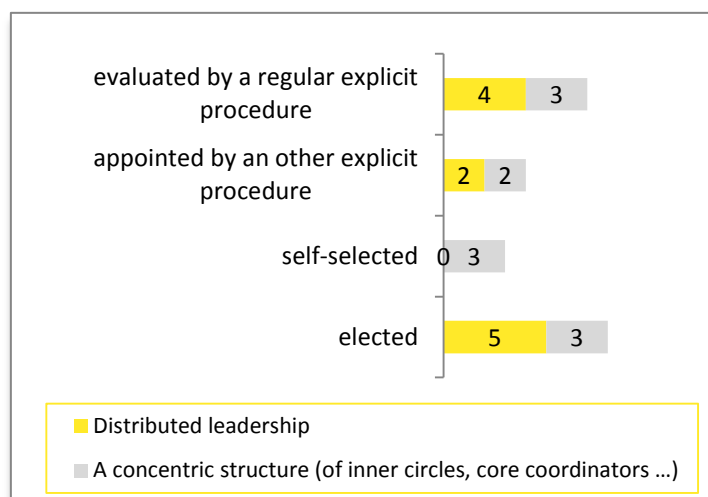 evaluated by a regular explicit
procedure
4 3
appointed by an other explicit
procedure
2 2
self-selected
0 3
elected
5 3
Distributed leadership
A concentric structure (of inner circles, core coordinators ...)